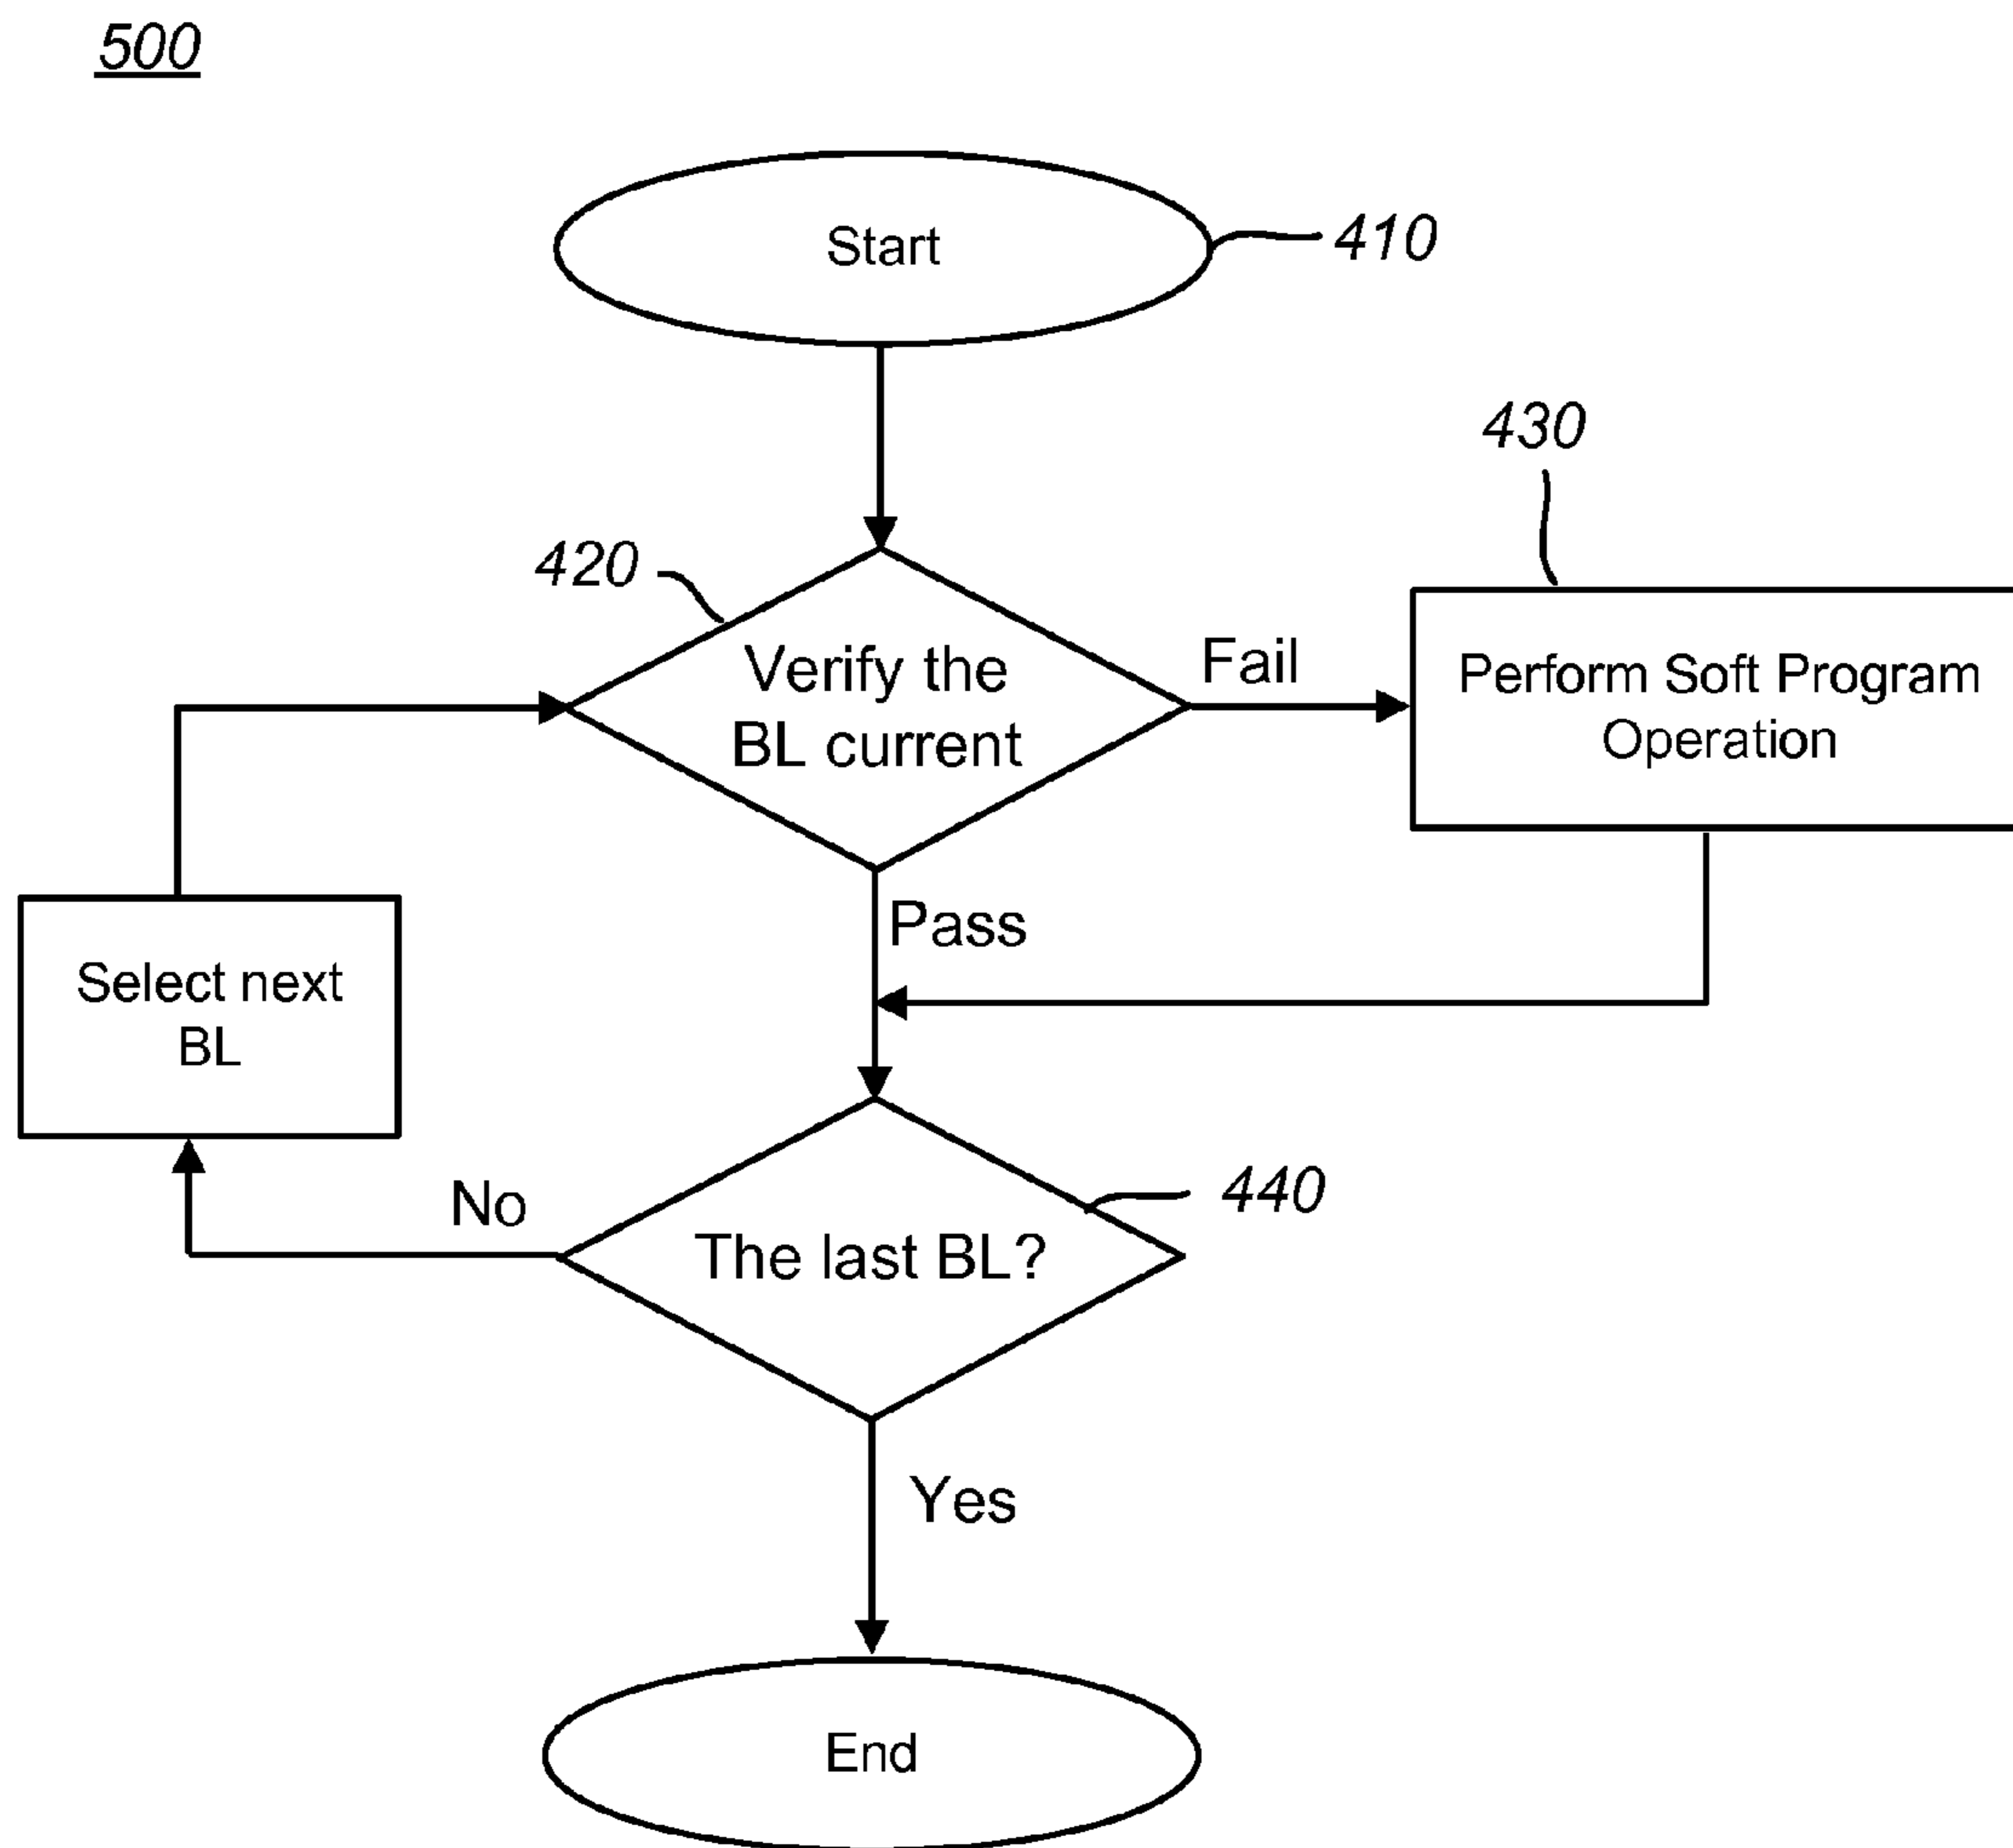 500
Start
410
430
420
Verify the
BL current
Fail
Perform Soft Program
Operation
Pass
Select next
BL
No
440
The last BL?
Yes
End